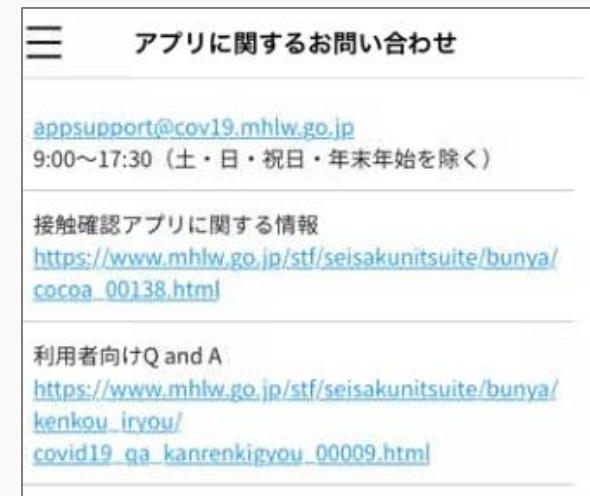 アプリに関するお問い合わせ
appsupport@cov19.mhlw.go.jp
9:00～17:30（土・日・祝日・年末年始を除く）
接触確認アプリに関する情報
https://www.mhlw.go.jp/stf/seisakunitsuite/bunya/
cocoa_00138.html
利用者向けQ and A
https://www.mhlw.go.jp/stf/seisakunitsuite/bunya/
kenkou_iryou/
covid19_qa_kanrenkigyou_00009.html